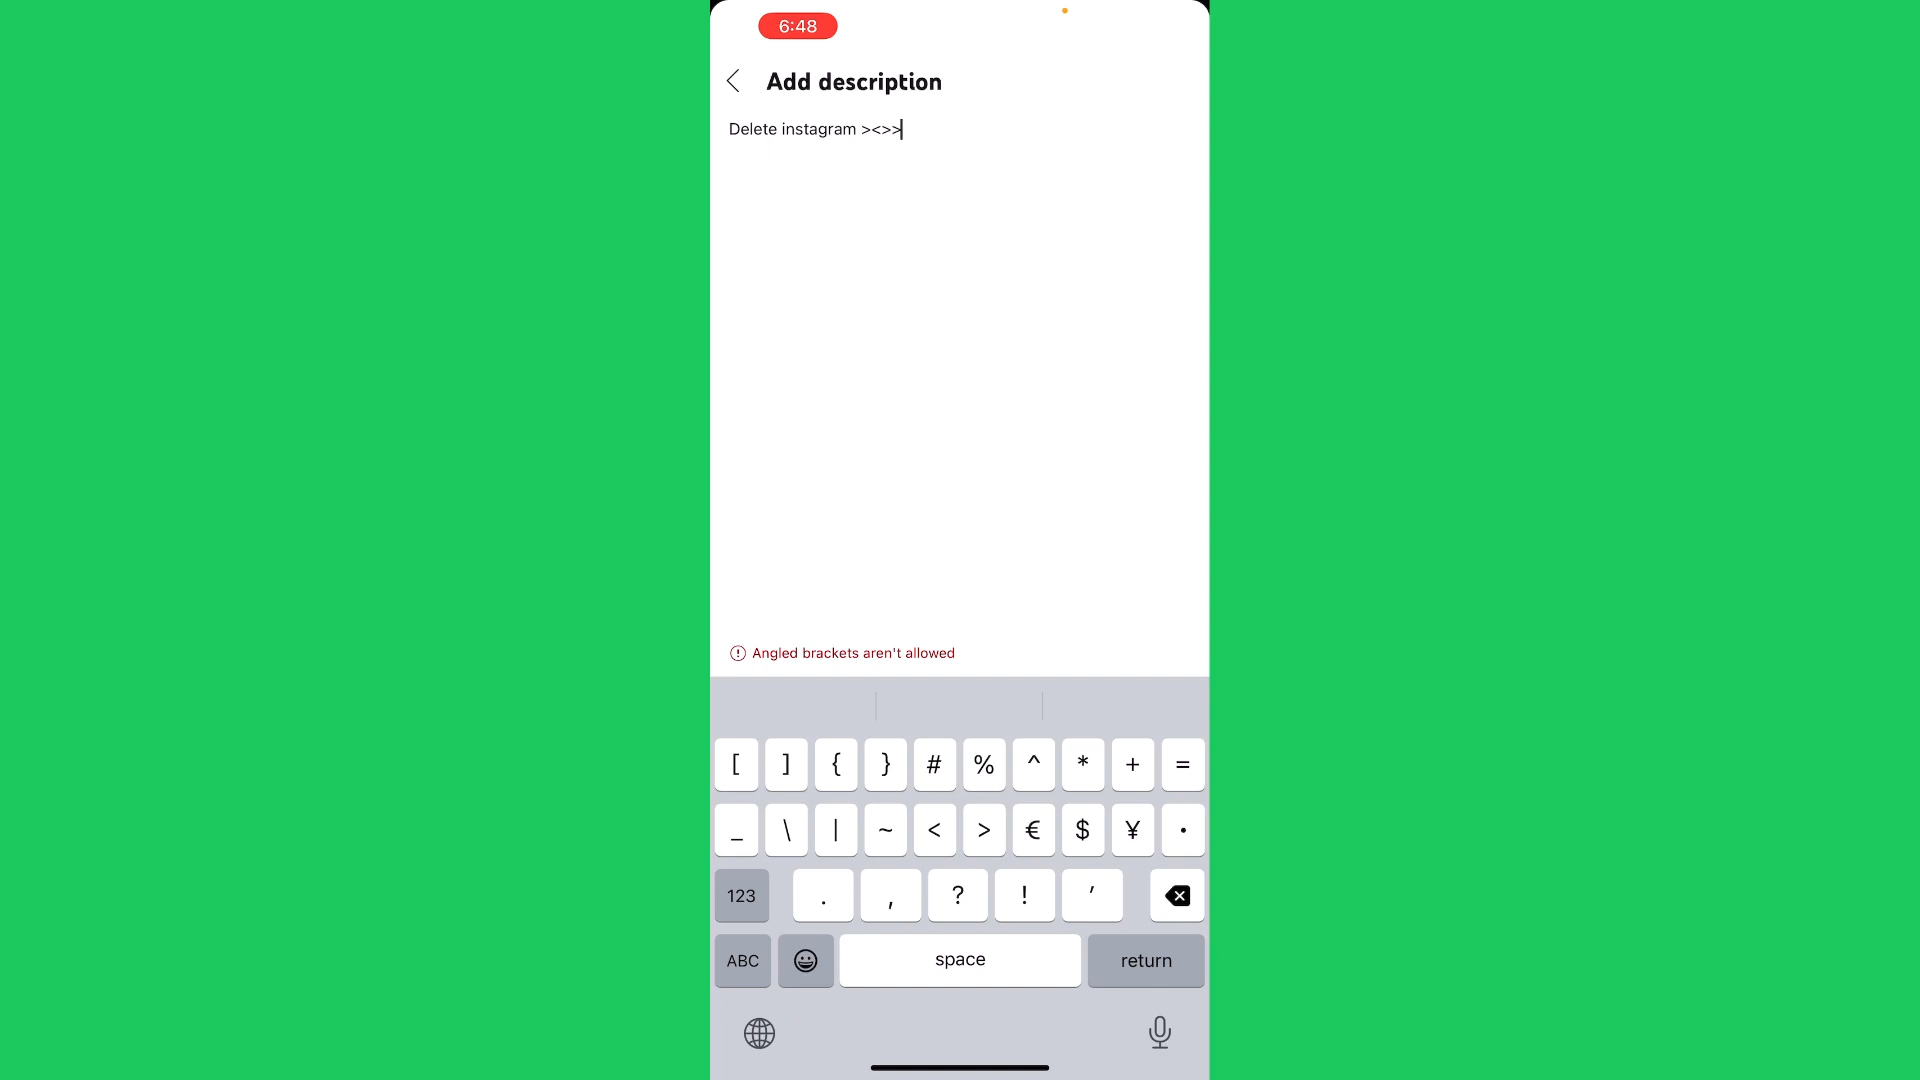 6:48
Add description
Delete instagram ><>>
Angled brackets aren't allowed
[ ] { } # % ^ * + =
_ \ | ~ < > € $ ¥ •
123 . , ? ! ′
ABC space return